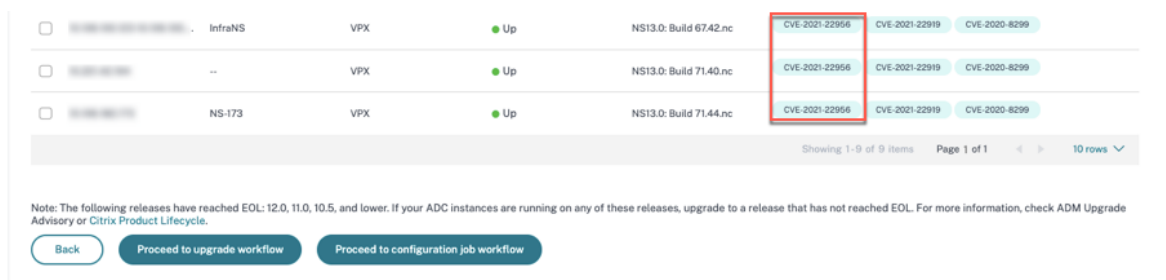 InfraNS VPX Up NS13.0: Build 67.42.nc CVE-2021-22956 CVE-2021-22919 CVE-2020-8299
-- VPX Up NS13.0: Build 71.40.nc CVE-2021-22956 CVE-2021-22919 CVE-2020-8299
NS-173 VPX Up NS13.0: Build 71.44.nc CVE-2021-22956 CVE-2021-22919 CVE-2020-8299
Showing 1-9 of 9 items Page 1 of 1 10 rows
Note: The following releases have reached EOL: 12.0, 11.0, 10.5, and lower. If your ADC instances are running on any of these releases, upgrade to a release that has not reached EOL. For more information, check ADM Upgrade
Advisory or Citrix Product Lifecycle.
Back Proceed to upgrade workflow Proceed to configuration job workflow